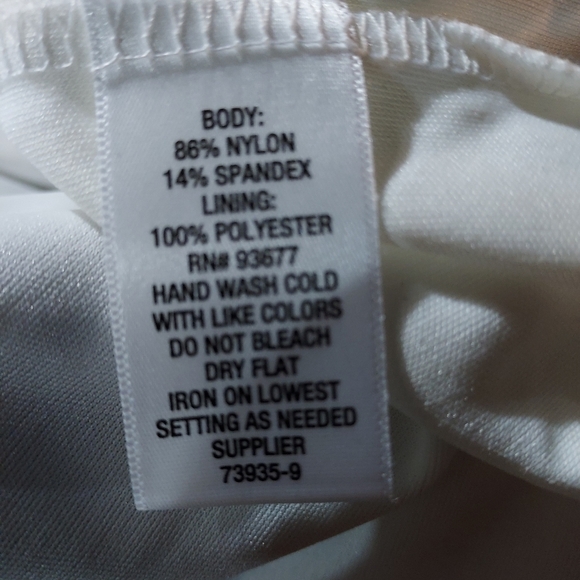 BODY:
86% NYLON
14% SPANDEX
LINING:
100% POLYESTER
RN# 93677
HAND WASH COLD
WITH LIKE COLORS
DO NOT BLEACH
DRY FLAT
IRON ON LOWEST
SETTING AS NEEDED
SUPPLIER
73935-9